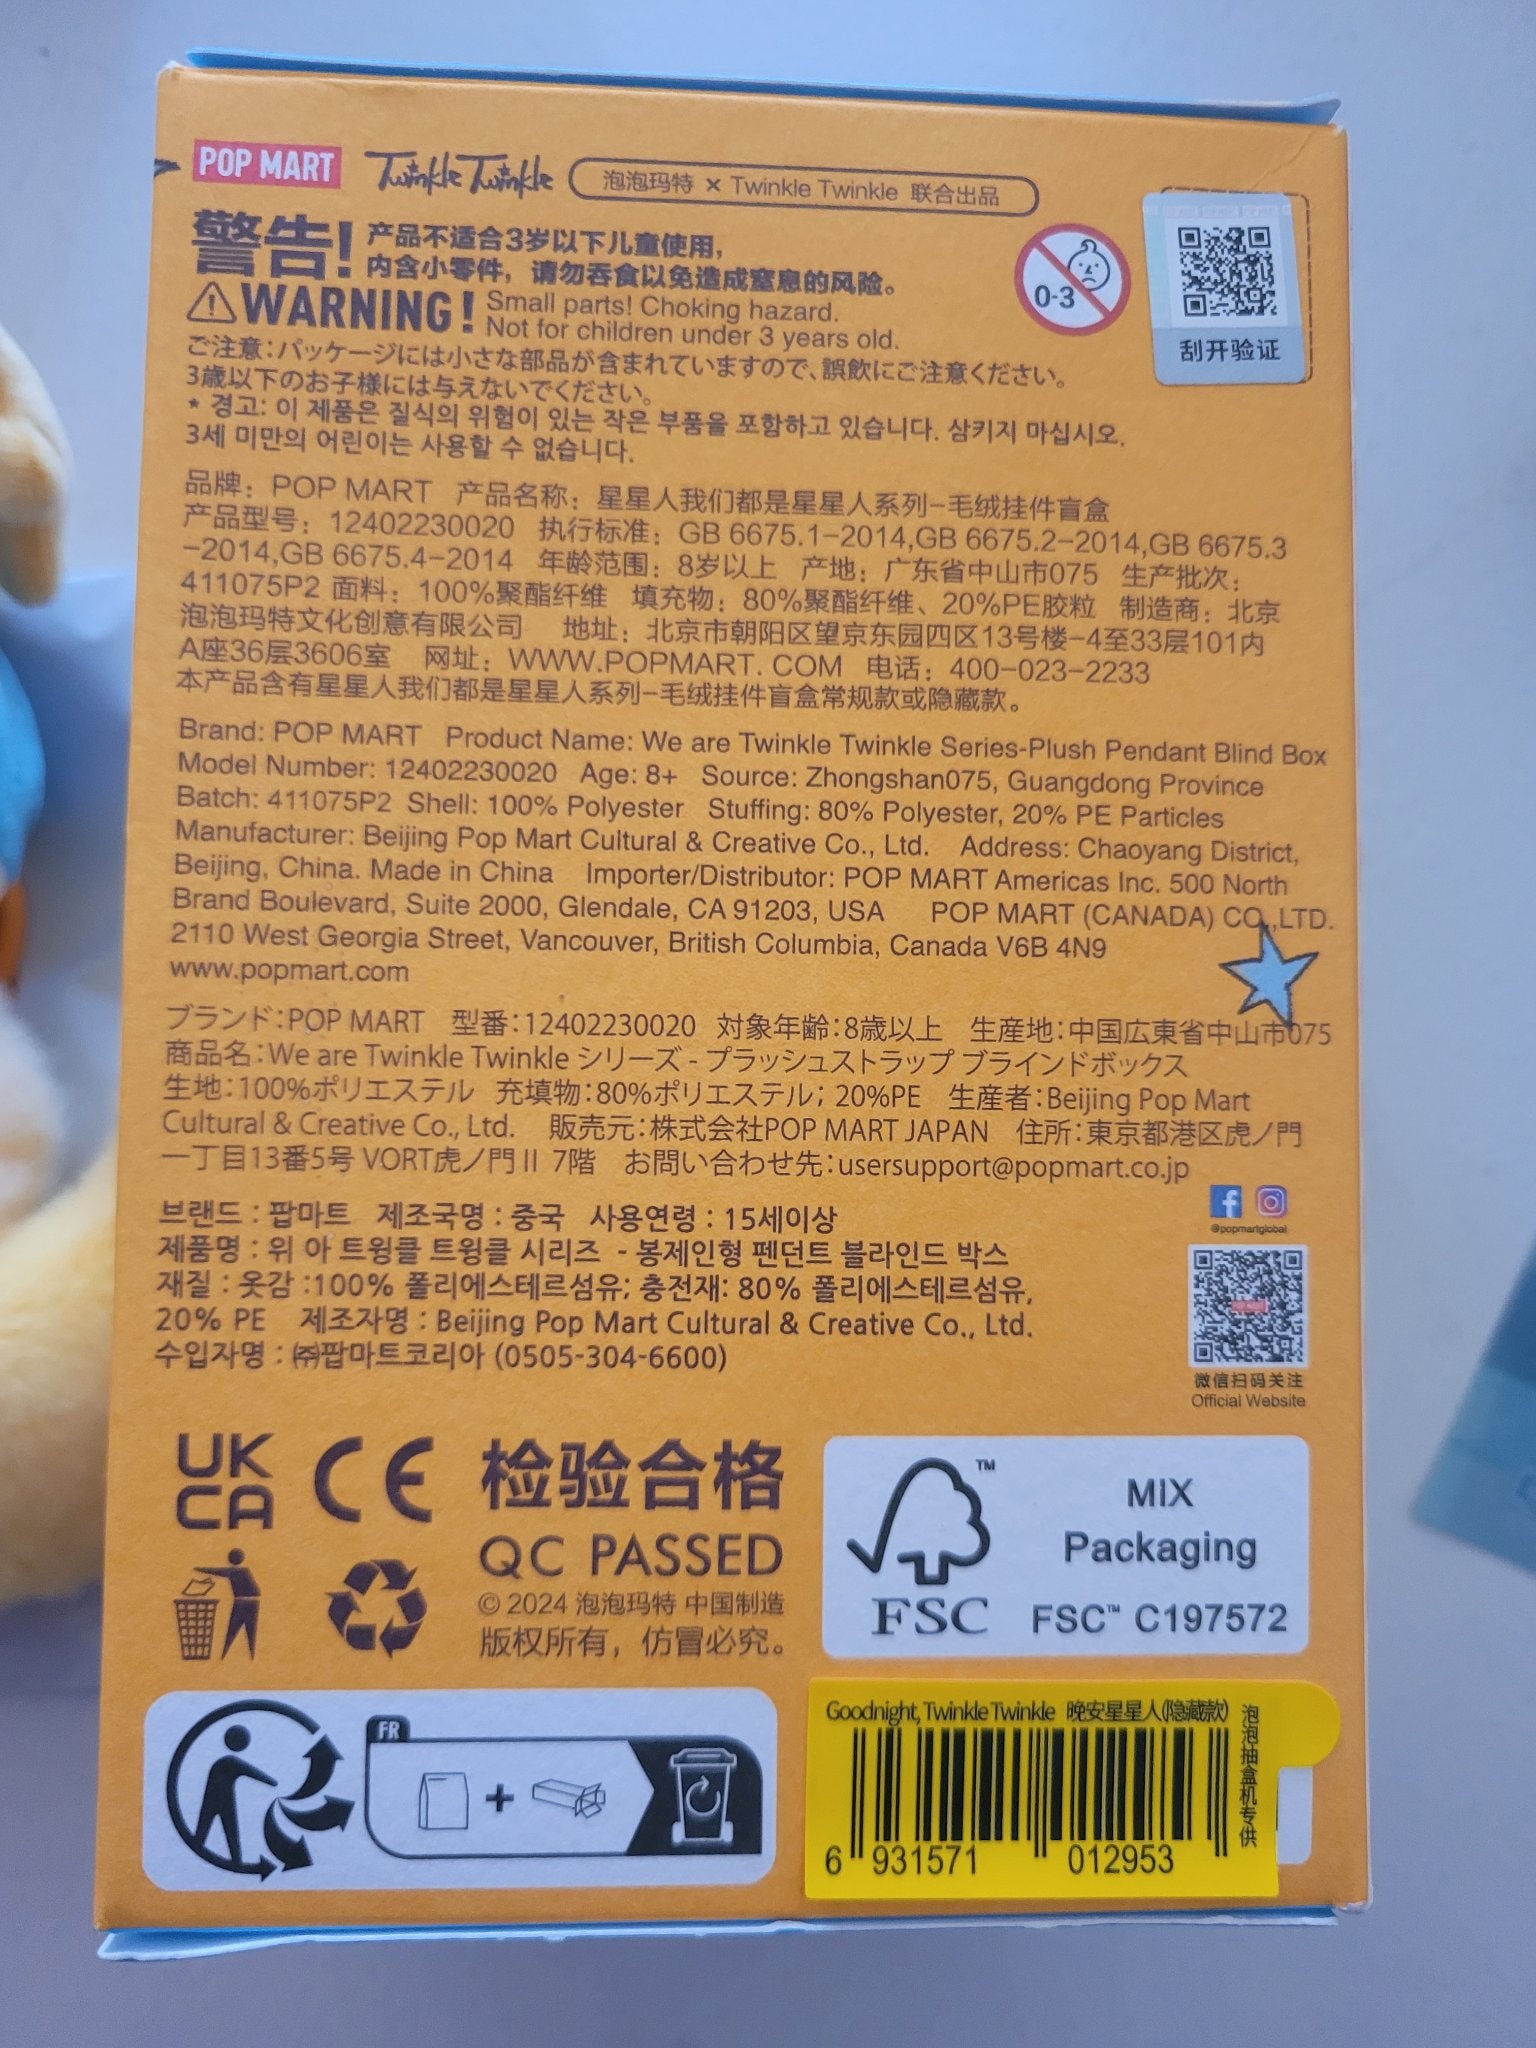 POP MART Twinkle Twinkle 泡泡玛特 × Twinkle Twinkle 联合出品
警告! 产品不适合3岁以下儿童使用,
内含小零件, 请勿吞食以免造成窒息的风险。
WARNING! Small parts! Choking hazard.
Not for children under 3 years old.
0-3
刮开验证
ご注意:パッケージには小さな部品が含まれていますので、誤飲にご注意ください。
3歳以下のお子様には与えないでください。
* 경고: 이 제품은 질식의 위험이 있는 작은 부품을 포함하고 있습니다. 삼키지 마십시오.
3세 미만의 어린이는 사용할 수 없습니다.
品牌: POP MART 产品名称: 星星人我们都是星星人系列-毛绒挂件盲盒
产品型号: 12402230020 执行标准: GB 6675.1-2014,GB 6675.2-2014,GB 6675.3
-2014,GB 6675.4-2014 年龄范围: 8岁以上 产地: 广东省中山市075 生产批次:
411075P2 面料: 100%聚酯纤维 填充物: 80%聚酯纤维、20%PE胶粒 制造商: 北京
泡泡玛特文化创意有限公司 地址: 北京市朝阳区望京东园四区13号楼-4至33层101内
A座36层3606室 网址: WWW.POPMART. COM 电话: 400-023-2233
本产品含有星星人我们都是星星人系列-毛绒挂件盲盒常规款或隐藏款。
Brand: POP MART Product Name: We are Twinkle Twinkle Series-Plush Pendant Blind Box
Model Number: 12402230020 Age: 8+ Source: Zhongshan075, Guangdong Province
Batch: 411075P2 Shell: 100% Polyester Stuffing: 80% Polyester, 20% PE Particles
Manufacturer: Beijing Pop Mart Cultural & Creative Co., Ltd. Address: Chaoyang District,
Beijing, China. Made in China Importer/Distributor: POP MART Americas Inc. 500 North
Brand Boulevard, Suite 2000, Glendale, CA 91203, USA POP MART (CANADA) CO.,LTD.
2110 West Georgia Street, Vancouver, British Columbia, Canada V6B 4N9
www.popmart.com
ブランド:POP MART 型番:12402230020 対象年齢:8歳以上 生産地:中国広東省中山市075
商品名:We are Twinkle Twinkle シリーズ - プラッシュストラップ ブラインドボックス
生地:100%ポリエステル 充填物:80%ポリエステル; 20%PE 生産者:Beijing Pop Mart
Cultural & Creative Co., Ltd. 販売元:株式会社POP MART JAPAN 住所:東京都港区虎ノ門
一丁目13番5号 VORT虎ノ門II 7階 お問い合わせ先:usersupport@popmart.co.jp
브랜드 : 팝마트 제조국명 : 중국 사용연령 : 15세이상
제품명 : 위 아 트윙클 트윙클 시리즈 - 봉제인형 펜던트 블라인드 박스
재질 : 옷감 :100% 폴리에스테르섬유; 충전재: 80% 폴리에스테르섬유,
20% PE 제조자명 : Beijing Pop Mart Cultural & Creative Co., Ltd.
수입자명 : ㈜팝마트코리아 (0505-304-6600)
@popmartglobal
POP MART
微信扫码关注
Official Website
UK
CA
CE
检验合格
QC PASSED
© 2024 泡泡玛特 中国制造
版权所有, 仿冒必究。
FSC
MIX
Packaging
FSC™ C197572
FR
Goodnight, Twinkle Twinkle 晚安星星人(隐藏款)
泡泡抽盒机专供
6 931571 012953